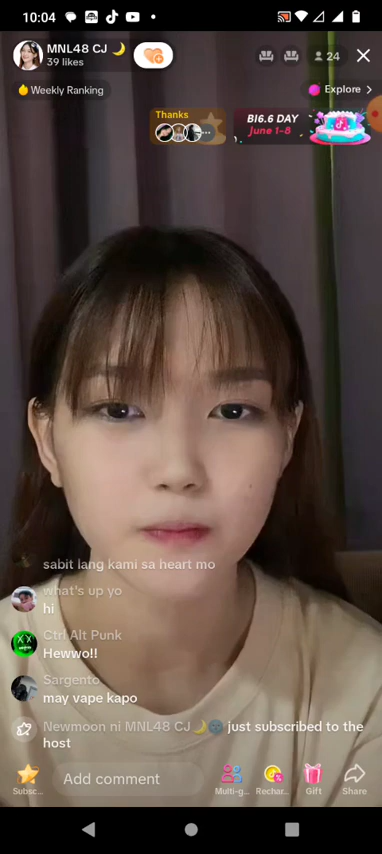 10:04
MNL48 CJ 🌙
39 likes
24
Weekly Ranking
Explore >
Thanks
BI6.6 DAY
June 1-8
sabit lang kami sa heart mo
what's up yo
hi
Ctrl Alt Punk
Hewwo!!
Sargento
may vape kapo
Newmoon ni MNL48 CJ🌙🌚 just subscribed to the
host
Subsc...
Add comment
Multi-g...
Rechar...
Gift
Share